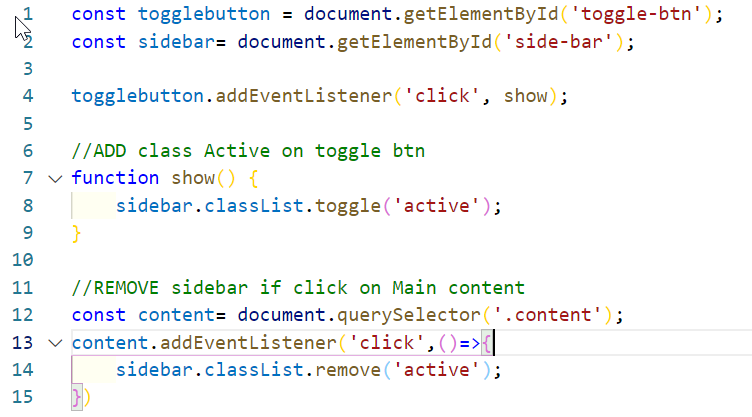 1 const togglebutton = document.getElementById('toggle-btn');
2 const sidebar= document.getElementById('side-bar');
3
4 togglebutton.addEventListener('click', show);
5
6 //ADD class Active on toggle btn
7 function show() {
8     sidebar.classList.toggle('active');
9 }
10
11 //REMOVE sidebar if click on Main content
12 const content= document.querySelector('.content');
13 content.addEventListener('click',()=>{
14     sidebar.classList.remove('active');
15 })